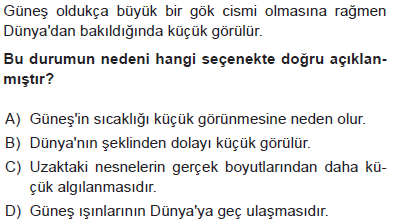 Güneş oldukça büyük bir gök cismi olmasına rağmen
Dünya'dan bakıldığında küçük görülür.
Bu durumun nedeni hangi seçenekte doğru açıklan-
mıştır?
A) Güneş'in sıcaklığı küçük görünmesine neden olur.
B) Dünya'nın şeklinden dolayı küçük görülür.
C) Uzaktaki nesnelerin gerçek boyutlarından daha kü-
çük algılanmasıdır.
D) Güneş ışınlarının Dünya'ya geç ulaşmasıdır.